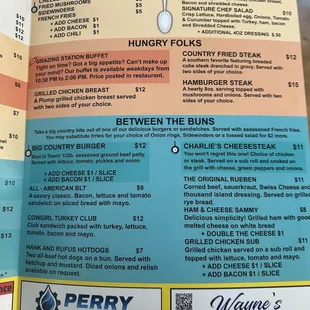 FRIED MUSHROOMS
SIDEWINDERS
FRENCH FRIES
+ ADD CHEESE $1
+ ADD BACON $1
+ ADD CHILI
bacon and shredded cheese.
SIGNATURE CHEF SALAD
Crisp Lettuce, Hardboiled egg, Onions, Tomato
& Cucumber topped with Turkey, ham, bacon
and Shredded cheese.
+ ADDITIONAL 4OZ DRESSING $.50
HUNGRY FOLKS
GRAZING STATION BUFFET
Tight on time? Or a big appetite? Can't make up
your mind? Our buffet is available weekdays from
10:30 PM to 2:00 PM. Price posted in restaurant.
GRILLED CHICKEN BREAST $12
A Plump grilled chicken breast served with
two sides of your choice.
COUNTRY FRIED STEAK $12
A southern favorite featuring breaded
cube steak drenched in gravy. Served with
two sides of your choice.
HAMBURGER STEAK $15
A hearty 8oz. serving topped with
mushrooms and onions. Served with two
sides of your choice.
BETWEEN THE BUNS
Take a big country bite out of one of our delicious burgers or sandwiches. Served with seasoned French fries.
You may substitute fries for your choice of Onion rings, Sidewinders or a tossed salad for $2 more.
BIG COUNTRY BURGER $12
Best in Town! 1/2lb. seasoned ground beef patty
Served with lettuce, tomato, pickles and onion.
+ ADD CHEESE $1 / SLICE
+ ADD BACON $1 / SLICE
ALL - AMERICAN BLT $9
A savory classic, Bacon, lettuce and tomato
sandwich on sliced bread with mayo.
COWGIRL TURKEY CLUB $12
Club sandwich packed with turkey, lettuce,
tomato, bacon and mayo.
HANK AND RUFUS HOTDOGS $7
Two all-beef hot dogs on a bun. Served with
ketchup and mustard. Diced onions and relish
available on request.
CHARLIE'S CHEESESTEAK $11
You won't regret this one! Choice of chicken
or steak. Served on a sub roll and cooked on
the grill with cheese, green peppers and onions.
THE ORIGINAL RUEBEN $11
Corned beef, sauerkraut, Swiss Cheese and
thousand island dressing. Served on grilled
rye bread.
HAM & CHEESE SAMMY $8
Delicious simplicity! Grilled ham with gooey
melted cheese on white bread
+ DOUBLE THE CHEESE $1
GRILLED CHICKEN SUB $11
Grilled chicken served on a sub roll and
topped with lettuce, tomato and mayo.
+ ADD CHEESE $1 / SLICE
+ ADD BACON $1 / SLICE
PERRY
Wayne's